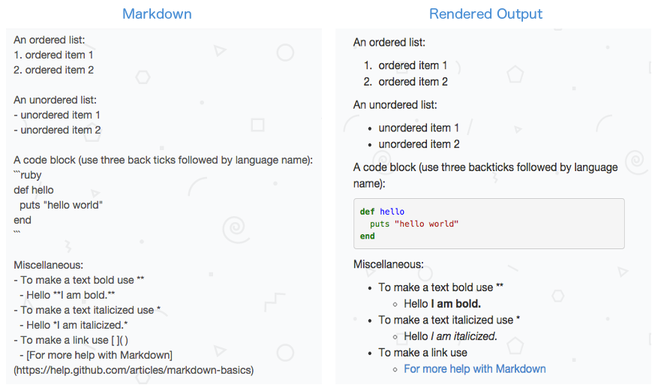 Markdown
An ordered list:
1. ordered item 1
2. ordered item 2
An unordered list:
- unordered item 1
- unordered item 2
A code block (use three back ticks followed by language name):
```ruby
def hello
  puts "hello world"
end
```
Miscellaneous:
- To make a text bold use **
  - Hello **I am bold.**
- To make a text italicized use *
  - Hello *I am italicized.*
- To make a link use [ ]( )
  - [For more help with Markdown]
(https://help.github.com/articles/markdown-basics)
Rendered Output
An ordered list:
1. ordered item 1
2. ordered item 2
An unordered list:
• unordered item 1
• unordered item 2
A code block (use three backticks followed by language
name):
def hello
  puts "hello world"
end
Miscellaneous:
• To make a text bold use **
◦ Hello I am bold.
• To make a text italicized use *
◦ Hello I am italicized.
• To make a link use
◦ For more help with Markdown